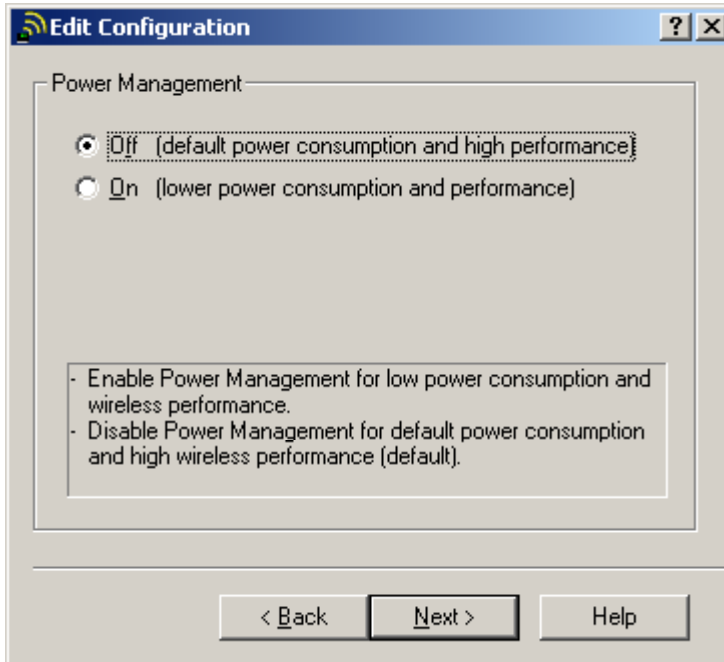 Edit Configuration
Power Management
Off (default power consumption and high performance)
On (lower power consumption and performance)
- Enable Power Management for low power consumption and
wireless performance.
- Disable Power Management for default power consumption
and high wireless performance (default).
< Back
Next >
Help